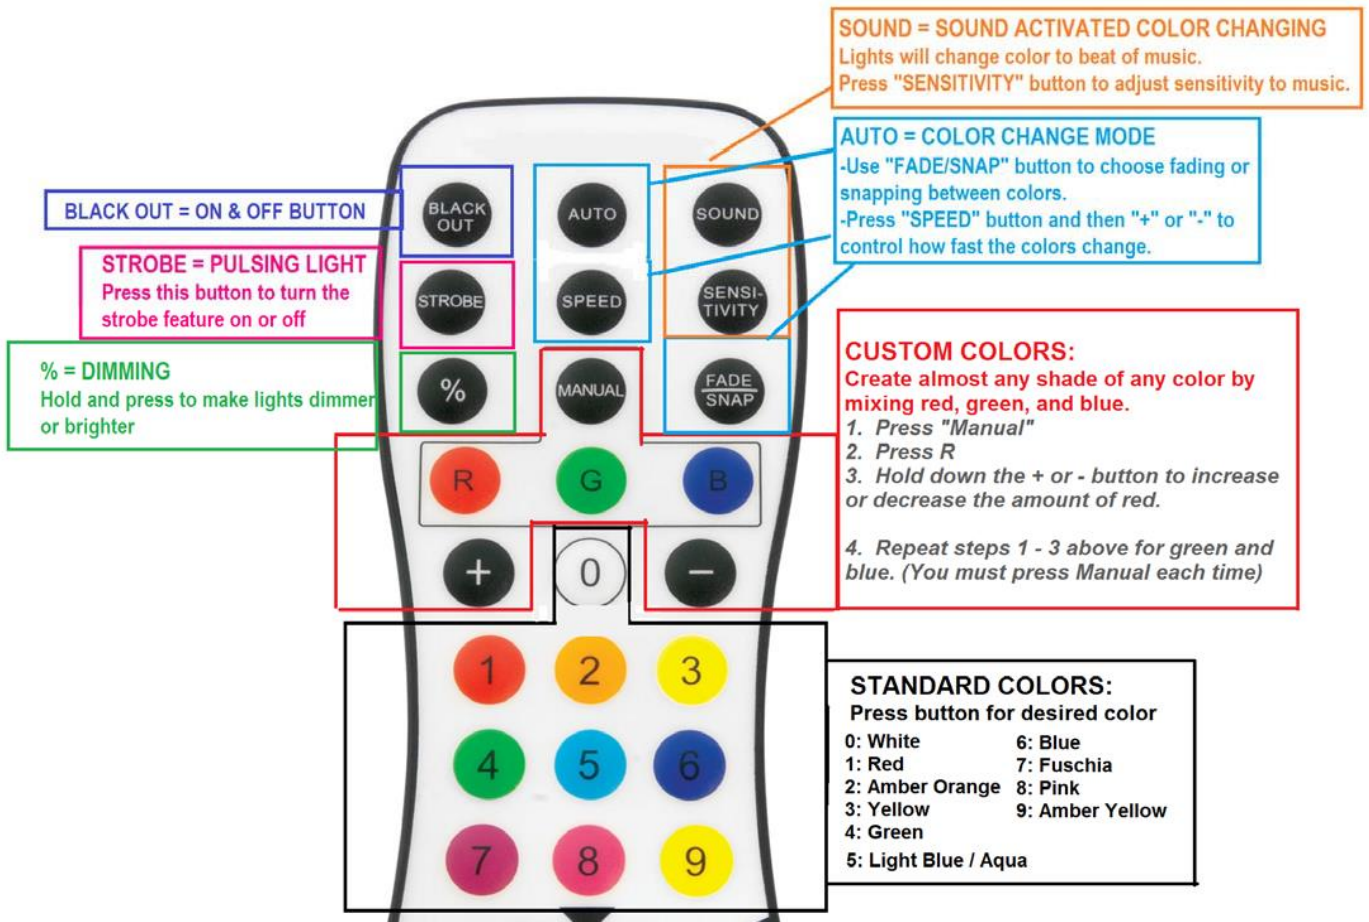 SOUND = SOUND ACTIVATED COLOR CHANGING
Lights will change color to beat of music.
Press "SENSITIVITY" button to adjust sensitivity to music.
AUTO = COLOR CHANGE MODE
-Use "FADE/SNAP" button to choose fading or
snapping between colors.
-Press "SPEED" button and then "+" or "-" to
control how fast the colors change.
BLACK OUT = ON & OFF BUTTON
STROBE = PULSING LIGHT
Press this button to turn the
strobe feature on or off
% = DIMMING
Hold and press to make lights dimmer
or brighter
BLACK
OUT
AUTO
SOUND
STROBE
SPEED
SENSI-
TIVITY
%
MANUAL
FADE
SNAP
R
G
B
+
0
-
1
2
3
4
5
6
7
8
9
CUSTOM COLORS:
Create almost any shade of any color by
mixing red, green, and blue.
1. Press "Manual"
2. Press R
3. Hold down the + or - button to increase
or decrease the amount of red.
4. Repeat steps 1 - 3 above for green and
blue. (You must press Manual each time)
STANDARD COLORS:
Press button for desired color
0: White
1: Red
2: Amber Orange
3: Yellow
4: Green
5: Light Blue / Aqua
6: Blue
7: Fuschia
8: Pink
9: Amber Yellow